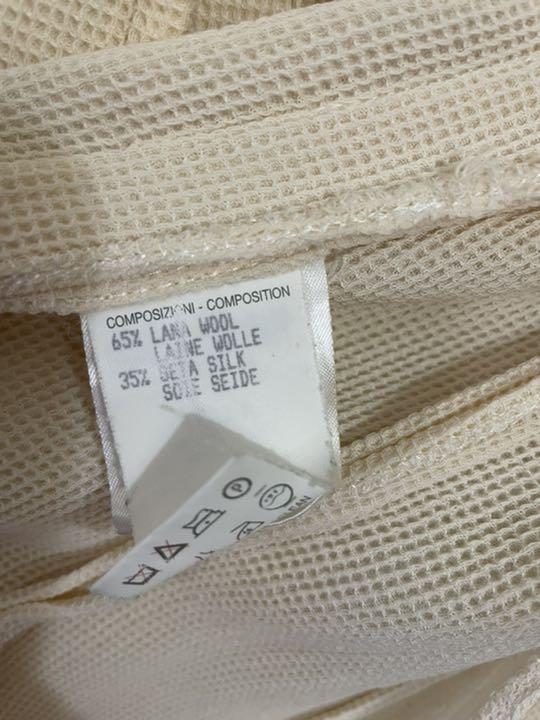 COMPOSIZIONI - COMPOSITION
65% LANA WOOL
LAINE WOLLE
35% SETA SILK
SOIE SEIDE
P